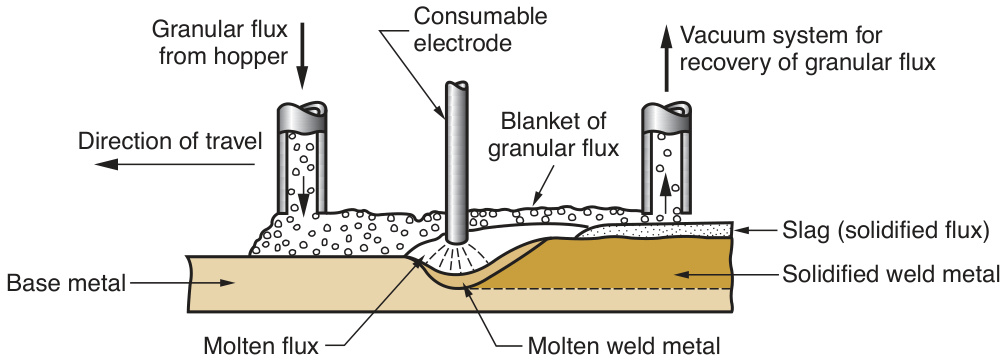 Granular flux
from hopper
Consumable
electrode
Vacuum system for
recovery of granular flux
Direction of travel
Blanket of
granular flux
Slag (solidified flux)
Base metal
Solidified weld metal
Molten flux
Molten weld metal